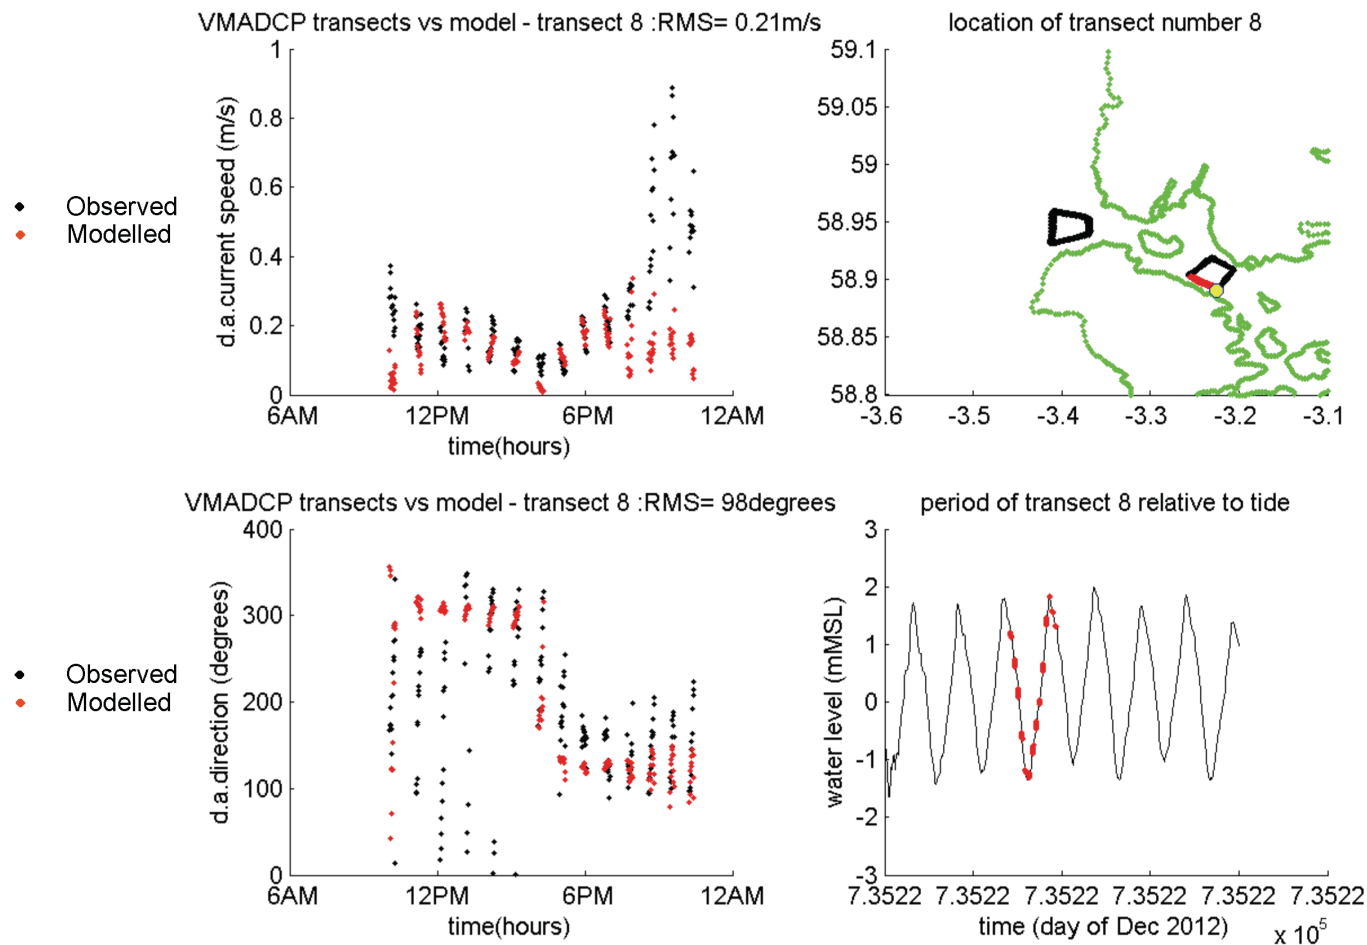 VMADCP transects vs model - transect 8 :RMS= 0.21m/s
1
0.8
0.6
0.4
0.2
0
d.a.current speed (m/s)
6AM 12PM 6PM 12AM
time(hours)
Observed
Modelled
location of transect number 8
59.1
59.05
59
58.95
58.9
58.85
58.8
-3.6 -3.5 -3.4 -3.3 -3.2 -3.1
VMADCP transects vs model - transect 8 :RMS= 98degrees
400
300
200
100
0
d.a.direction (degrees)
6AM 12PM 6PM 12AM
time(hours)
Observed
Modelled
period of transect 8 relative to tide
3
2
1
0
-1
-2
-3
water level (mMSL)
7.3522 7.3522 7.3522 7.3522 7.3522 7.3522
time (day of Dec 2012)
x 10⁵